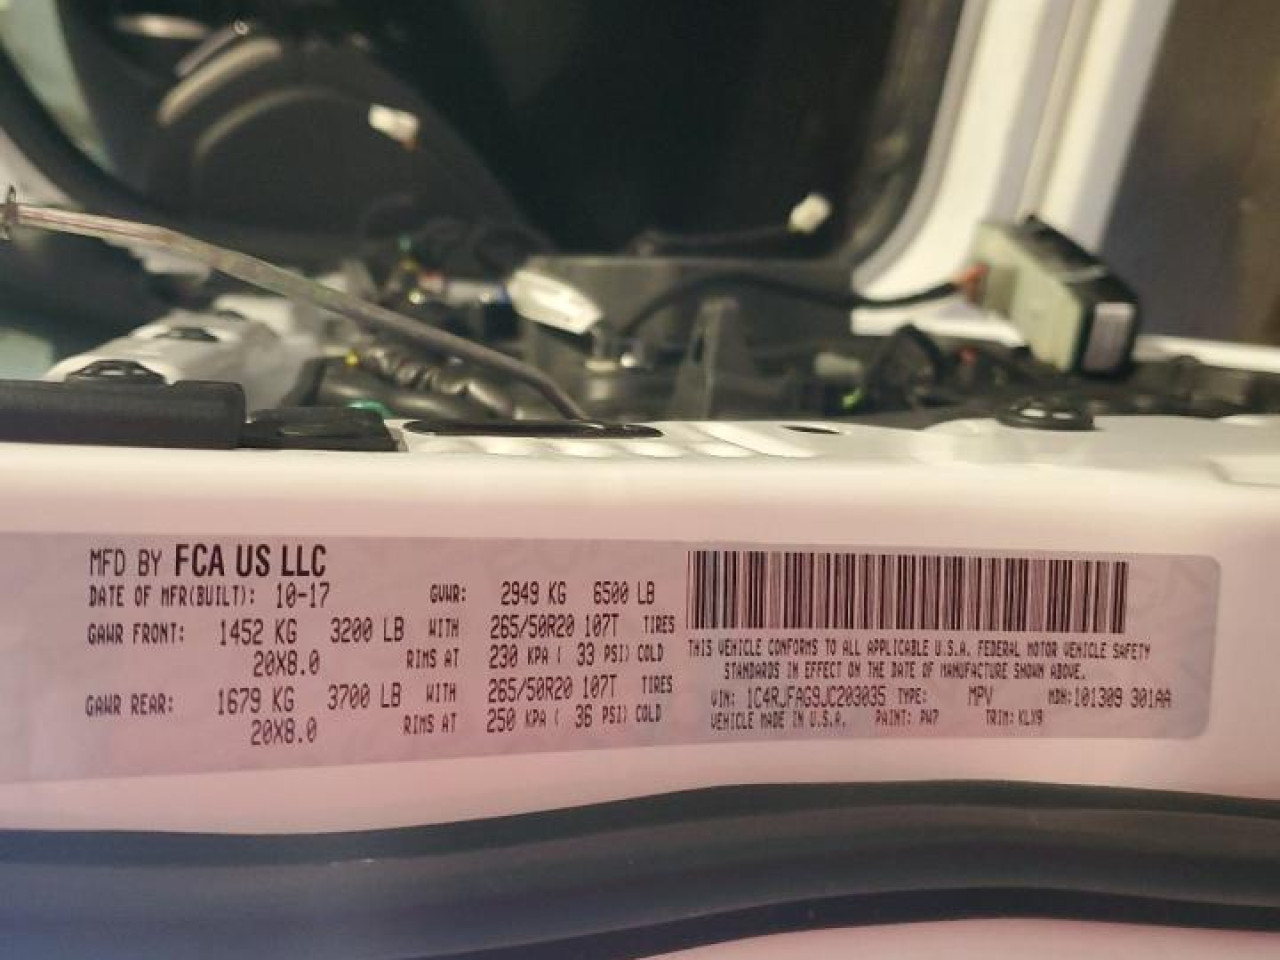 MFD BY FCA US LLC
DATE OF MFR(BUILT): 10-17 GVWR: 2949 KG 6500 LB
GAWR FRONT: 1452 KG 3200 LB WITH 265/50R20 107T TIRES
20X8.0 RIMS AT 230 KPA ( 33 PSI) COLD
GAWR REAR: 1679 KG 3700 LB WITH 265/50R20 107T TIRES
20X8.0 RIMS AT 250 KPA ( 36 PSI) COLD
THIS VEHICLE CONFORMS TO ALL APPLICABLE U.S.A. FEDERAL MOTOR VEHICLE SAFETY
STANDARDS IN EFFECT ON THE DATE OF MANUFACTURE SHOWN ABOVE.
VIN: 1C4RJFAG9JC203035 TYPE: MPV MDH:101309 301AA
VEHICLE MADE IN U.S.A. PAINT: PW7 TRIM: KLX9